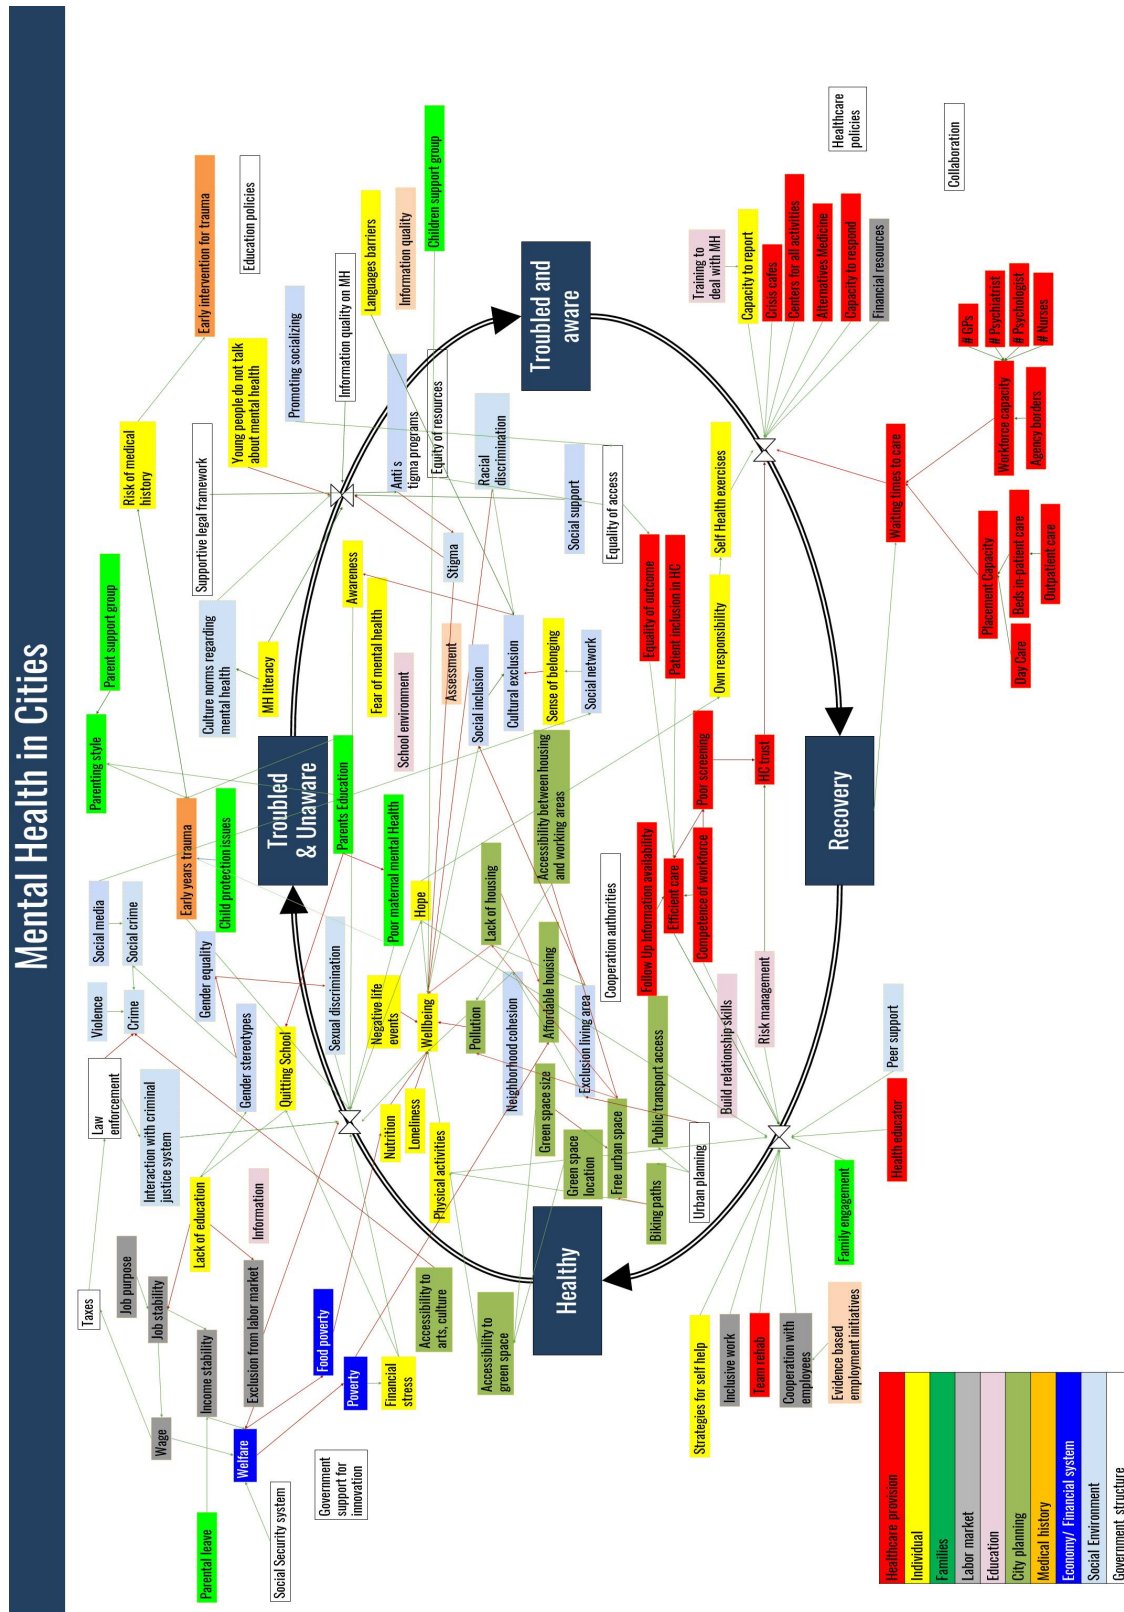 Mental Health in Cities
Parental leave
Social Security system
Government
support for
innovation
Welfare
Wage
Taxes
Job purpose
Job stability
Income stability
Exclusion from labor market
Information
Lack of education
Food poverty
Poverty
Financial
stress
Law
enforcement
Interaction with criminal
justice system
Violence
Crime
Social media
Social crime
Gender equality
Gender stereotypes
Quitting School
Sexual discrimination
Child protection issues
Early years trauma
Parenting style
Parent support group
Risk of medical
history
Early intervention for trauma
Education policies
Young people do not talk
about mental health
Supportive legal framework
Culture norms regarding
mental health
MH literacy
Information quality on MH
Promoting socializing
Languages barriers
Information quality
Children support group
Troubled
& Unaware
Parents Education
Poor maternal mental Health
Awareness
Fear of mental health
School environment
Anti s
tigma programs
Equity of resources
Racial
discrimination
Stigma
Assessment
Social inclusion
Cultural exclusion
Sense of belonging
Social network
Social support
Equality of access
Negative life
events
Nutrition
Loneliness
Physical activities
Wellbeing
Hope
Pollution
Lack of housing
Neighborhood cohesion
Affordable housing
Accessibility between housing
and working areas
Exclusion living area
Cooperation authorities
Accessibility to
arts, culture
Accessibility to
green space
Green space size
Green space
location
Free urban space
Biking paths
Public transport access
Urban planning
Healthy
Troubled and
aware
Recovery
Training to
deal with MH
Capacity to report
Crisis cafes
Centers for all activities
Alternatives Medicine
Capacity to respond
Financial resources
Healthcare
policies
Collaboration
Equality of outcome
Patient inclusion in HC
Own responsibility
Self Health exercises
Follow Up Information availability
Efficient care
Competence of workforce
Poor screening
HC trust
Build relationship skills
Risk management
Peer support
Health educator
Family engagement
Strategies for self help
Inclusive work
Team rehab
Cooperation with
employees
Evidence based
employment initiatives
Waiting times to care
Workforce capacity
# GPs
# Psychiatrist
# Psychologist
# Nurses
Agency borders
Placement Capacity
Day Care
Beds in-patient care
Outpatient care
Healthcare provision
Individual
Families
Labor market
Education
City planning
Medical history
Economy/ Financial system
Social Environment
Government structure